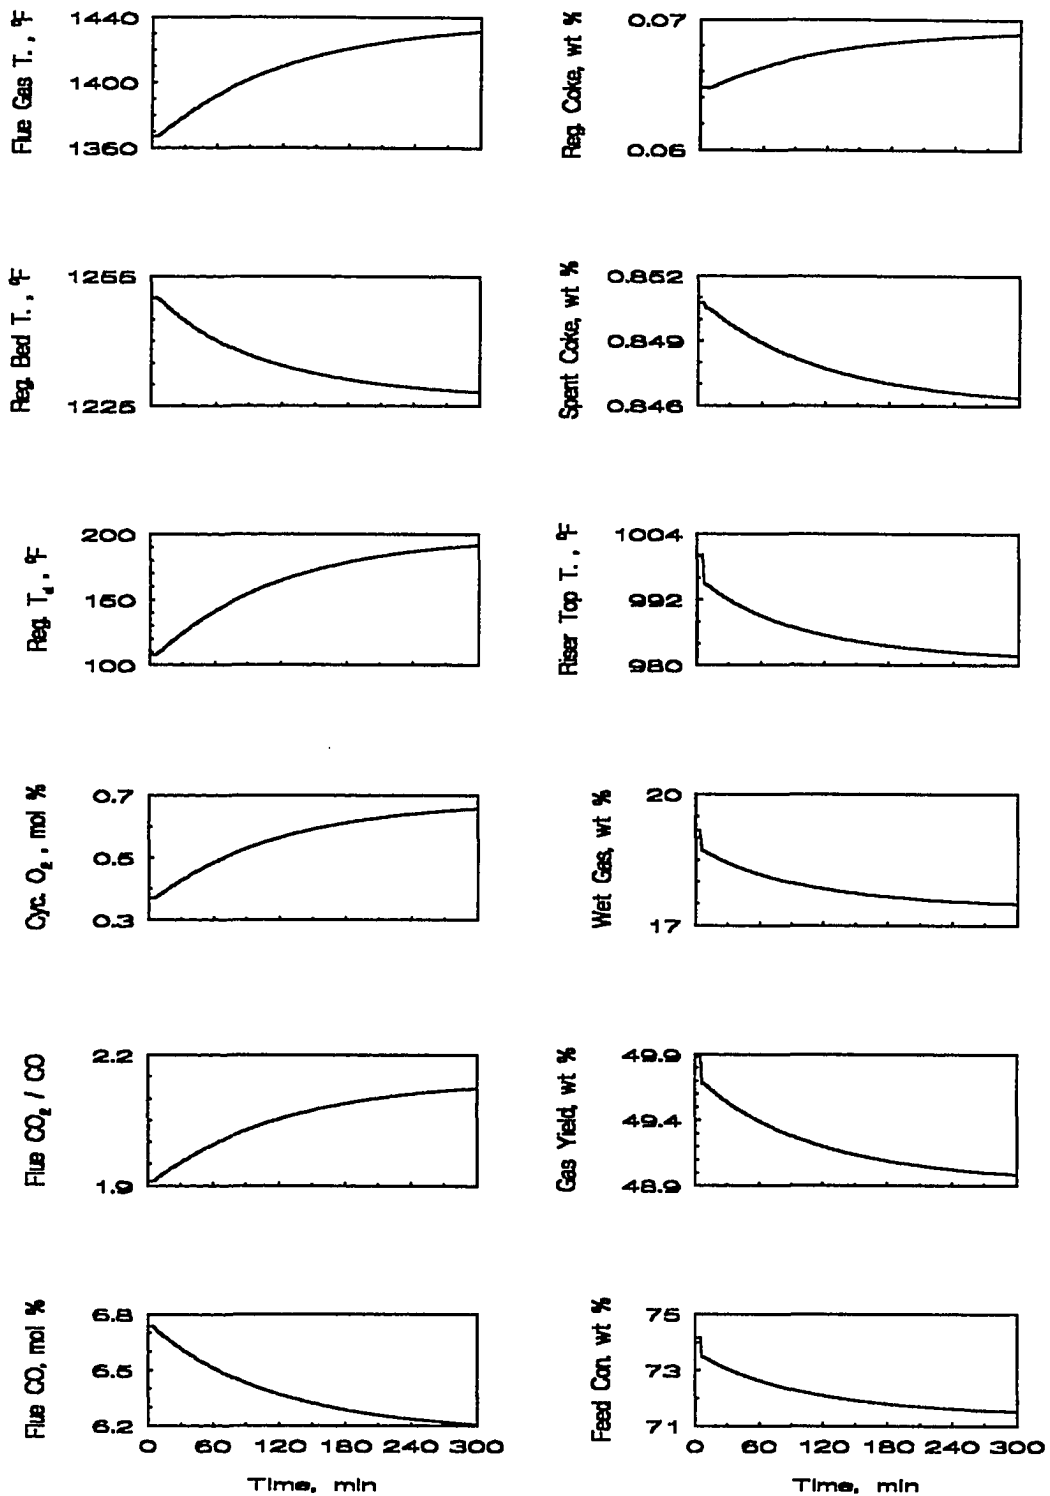 Flue Gas T., °F
1440
1400
1360
Reg. Coke, wt %
0.07
0.06
Reg. Bed T., °F
1255
1225
Spent Coke, wt %
0.852
0.849
0.846
Reg. T_d, °F
200
150
100
Riser Top T., °F
1004
992
980
Cyc. O₂, mol %
0.7
0.5
0.3
Wet Gas, wt %
20
17
Flue CO₂ / CO
2.2
1.9
Gas Yield, wt %
49.9
49.4
48.9
Flue CO, mol %
6.8
6.5
6.2
0 60 120 180 240 300
Time, min
Feed Con. wt %
75
73
71
0 60 120 180 240 300
Time, min